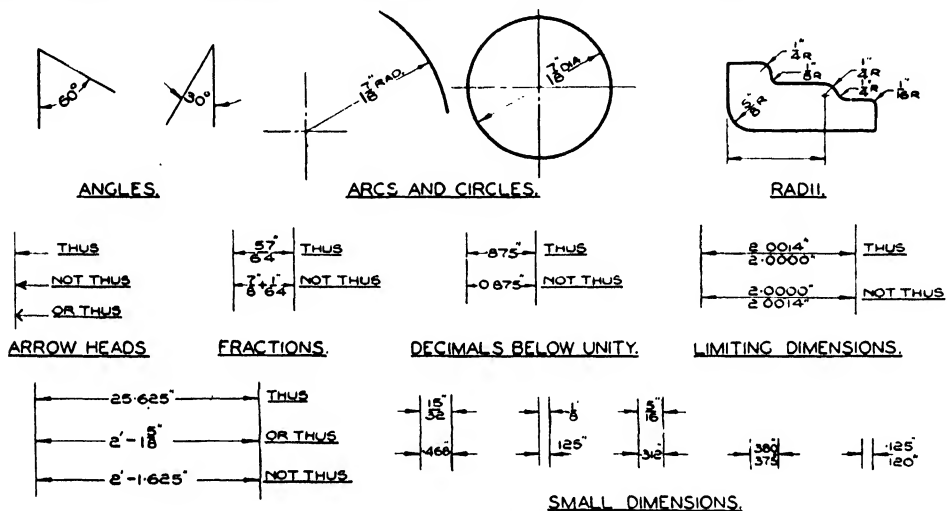 60°
30°
1 7/8" RAD.
1 7/8" DIA
1/4" R
1/8" R
1" R
1/4" R
1/16" R
5/8" R
ANGLES.
ARCS AND CIRCLES.
RADII.
THUS
NOT THUS
OR THUS
57/64" THUS
7/8" + 1/64" NOT THUS
.875" THUS
0.875" NOT THUS
2.0014" THUS
2.0000"
2.0000" NOT THUS
2.0014"
ARROW HEADS
FRACTIONS.
DECIMALS BELOW UNITY.
LIMITING DIMENSIONS.
25.625" THUS
2'-1 5/8" OR THUS
2'-1.625" NOT THUS
15/32" 1/8" 5/16"
.468" .125" .312" .380" .125"
.375" .120"
SMALL DIMENSIONS.